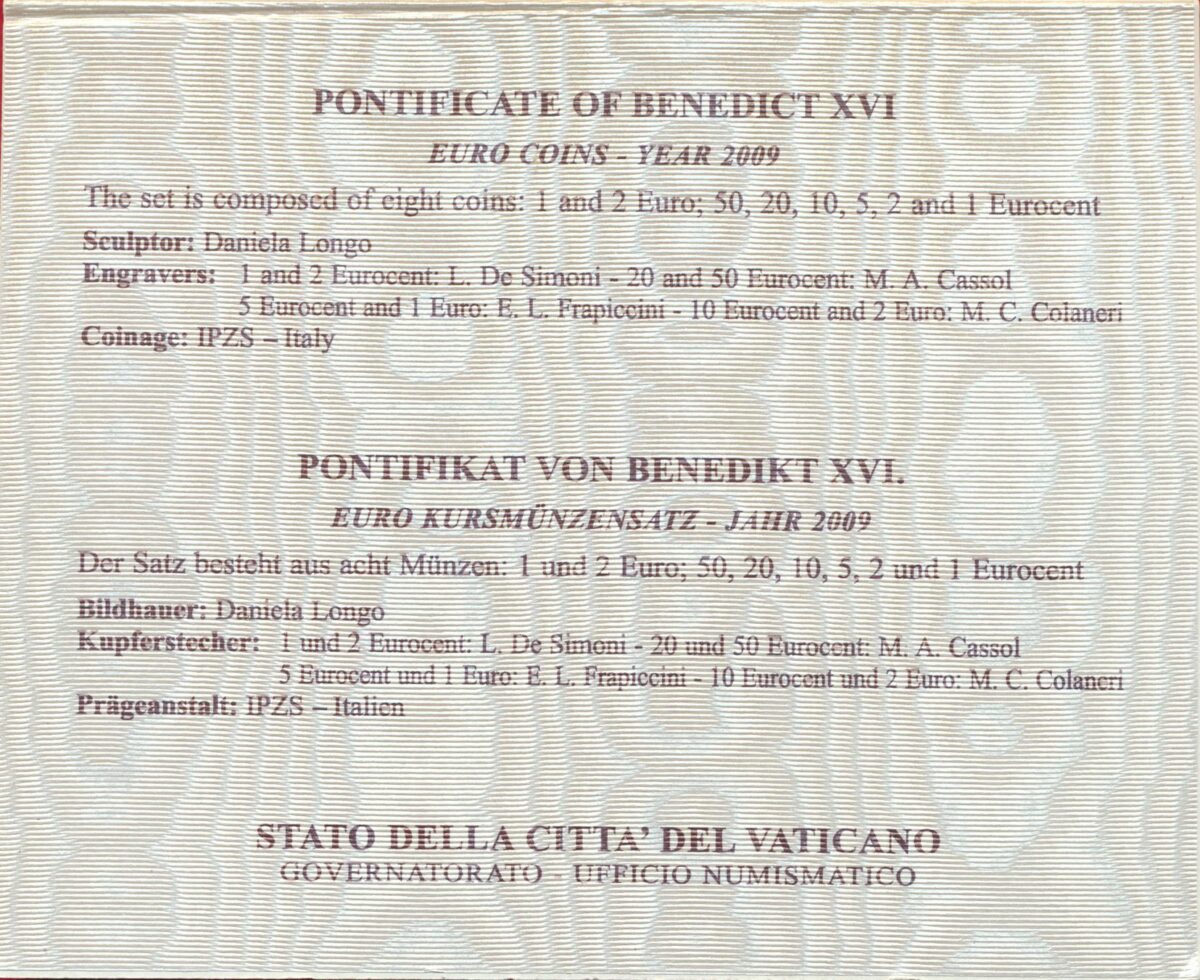 PONTIFICATE OF BENEDICT XVI
EURO COINS - YEAR 2009
The set is composed of eight coins: 1 and 2 Euro; 50, 20, 10, 5, 2 and 1 Eurocent
Sculptor: Daniela Longo
Engravers: 1 and 2 Eurocent: L. De Simoni - 20 and 50 Eurocent: M. A. Cassol
5 Eurocent and 1 Euro: E. L. Frapiccini - 10 Eurocent and 2 Euro: M. C. Colaneri
Coinage: IPZS – Italy
PONTIFIKAT VON BENEDIKT XVI.
EURO KURSMÜNZENSATZ - JAHR 2009
Der Satz besteht aus acht Münzen: 1 und 2 Euro; 50, 20, 10, 5, 2 und 1 Eurocent
Bildhauer: Daniela Longo
Kupferstecher: 1 und 2 Eurocent: L. De Simoni - 20 und 50 Eurocent: M. A. Cassol
5 Eurocent und 1 Euro: E. L. Frapiccini - 10 Eurocent und 2 Euro: M. C. Colaneri
Prägeanstalt: IPZS – Italien
STATO DELLA CITTA' DEL VATICANO
GOVERNATORATO - UFFICIO NUMISMATICO